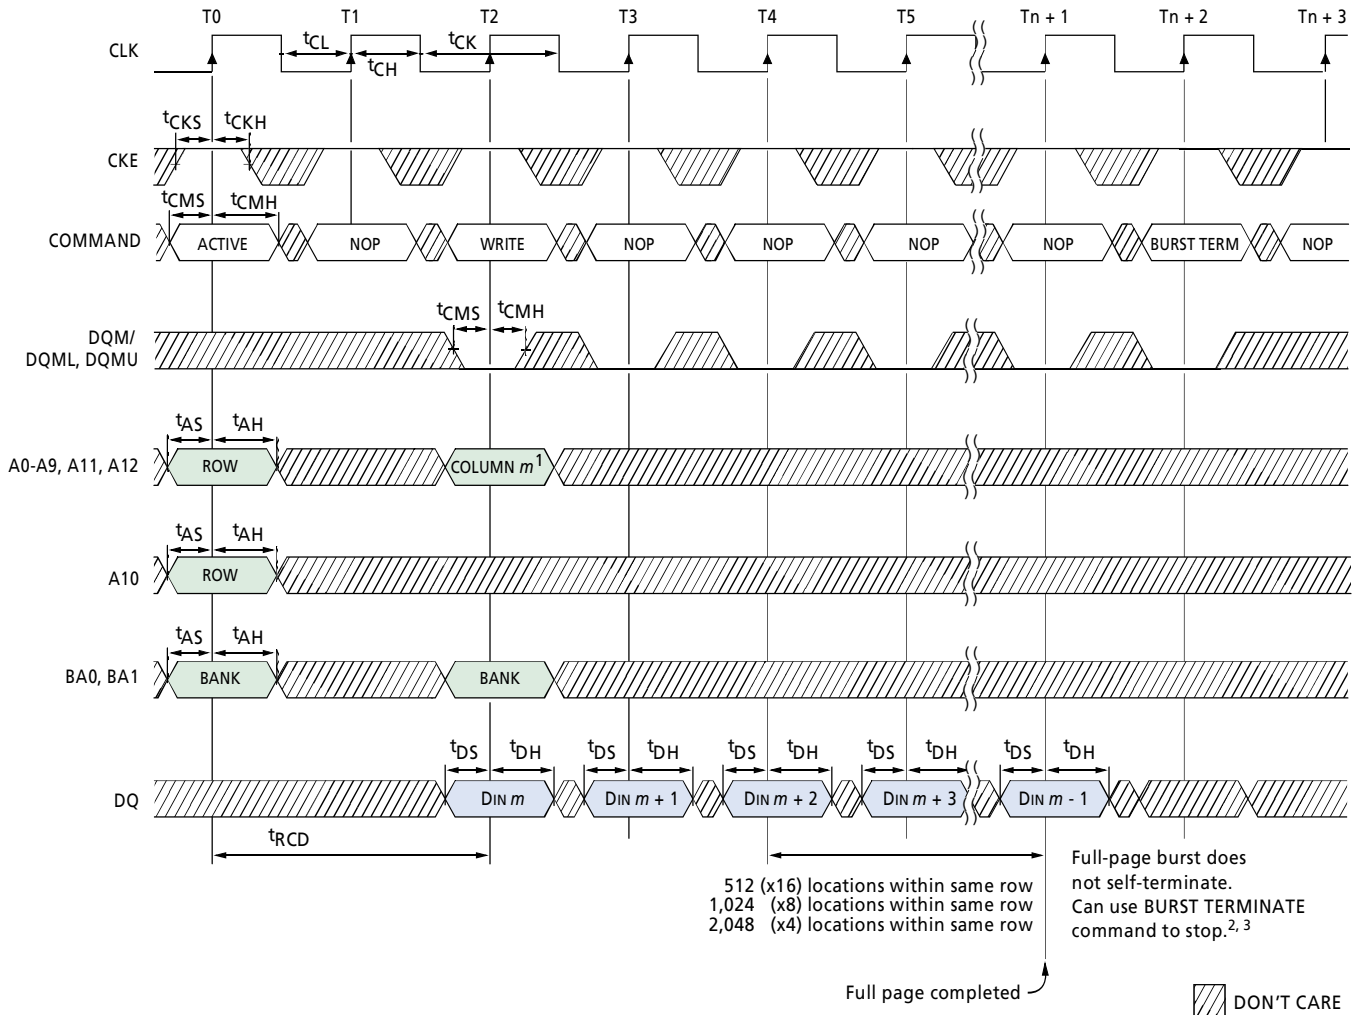 T0 T1 T2 T3 T4 T5 Tn + 1 Tn + 2 Tn + 3
CLK
tCL tCK
tCH
tCKS tCKH
CKE
tCMS tCMH
COMMAND ACTIVE NOP WRITE NOP NOP NOP NOP BURST TERM NOP
tCMS tCMH
DQM/
DQML, DQMU
tAS tAH
A0-A9, A11, A12 ROW COLUMN m1
tAS tAH
A10 ROW
tAS tAH
BA0, BA1 BANK BANK
tDS tDH tDS tDH tDS tDH tDS tDH tDS tDH
DQ DIN m DIN m + 1 DIN m + 2 DIN m + 3 DIN m - 1
tRCD
512 (x16) locations within same row
1,024 (x8) locations within same row
2,048 (x4) locations within same row
Full-page burst does
not self-terminate.
Can use BURST TERMINATE
command to stop.2, 3
Full page completed
DON'T CARE